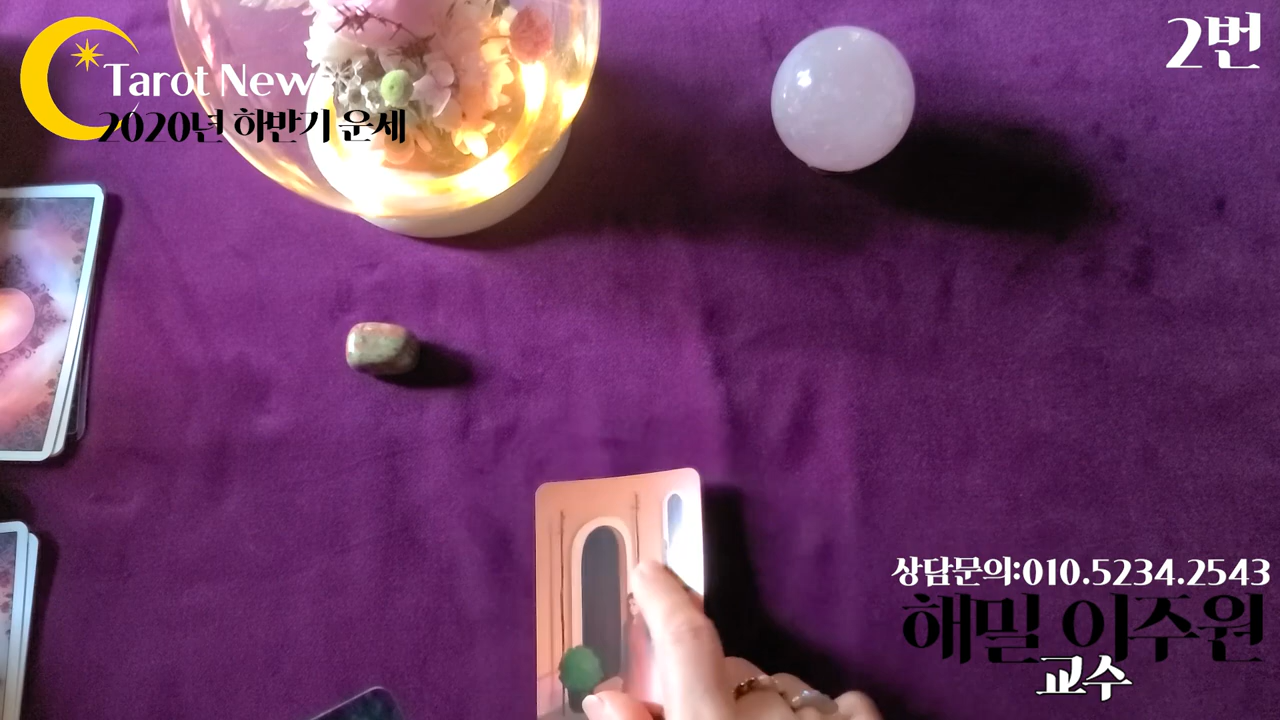 Tarot News
2020년 하반기 운세
2번
상담문의:010.5234.2543
해밀 이주원
교수